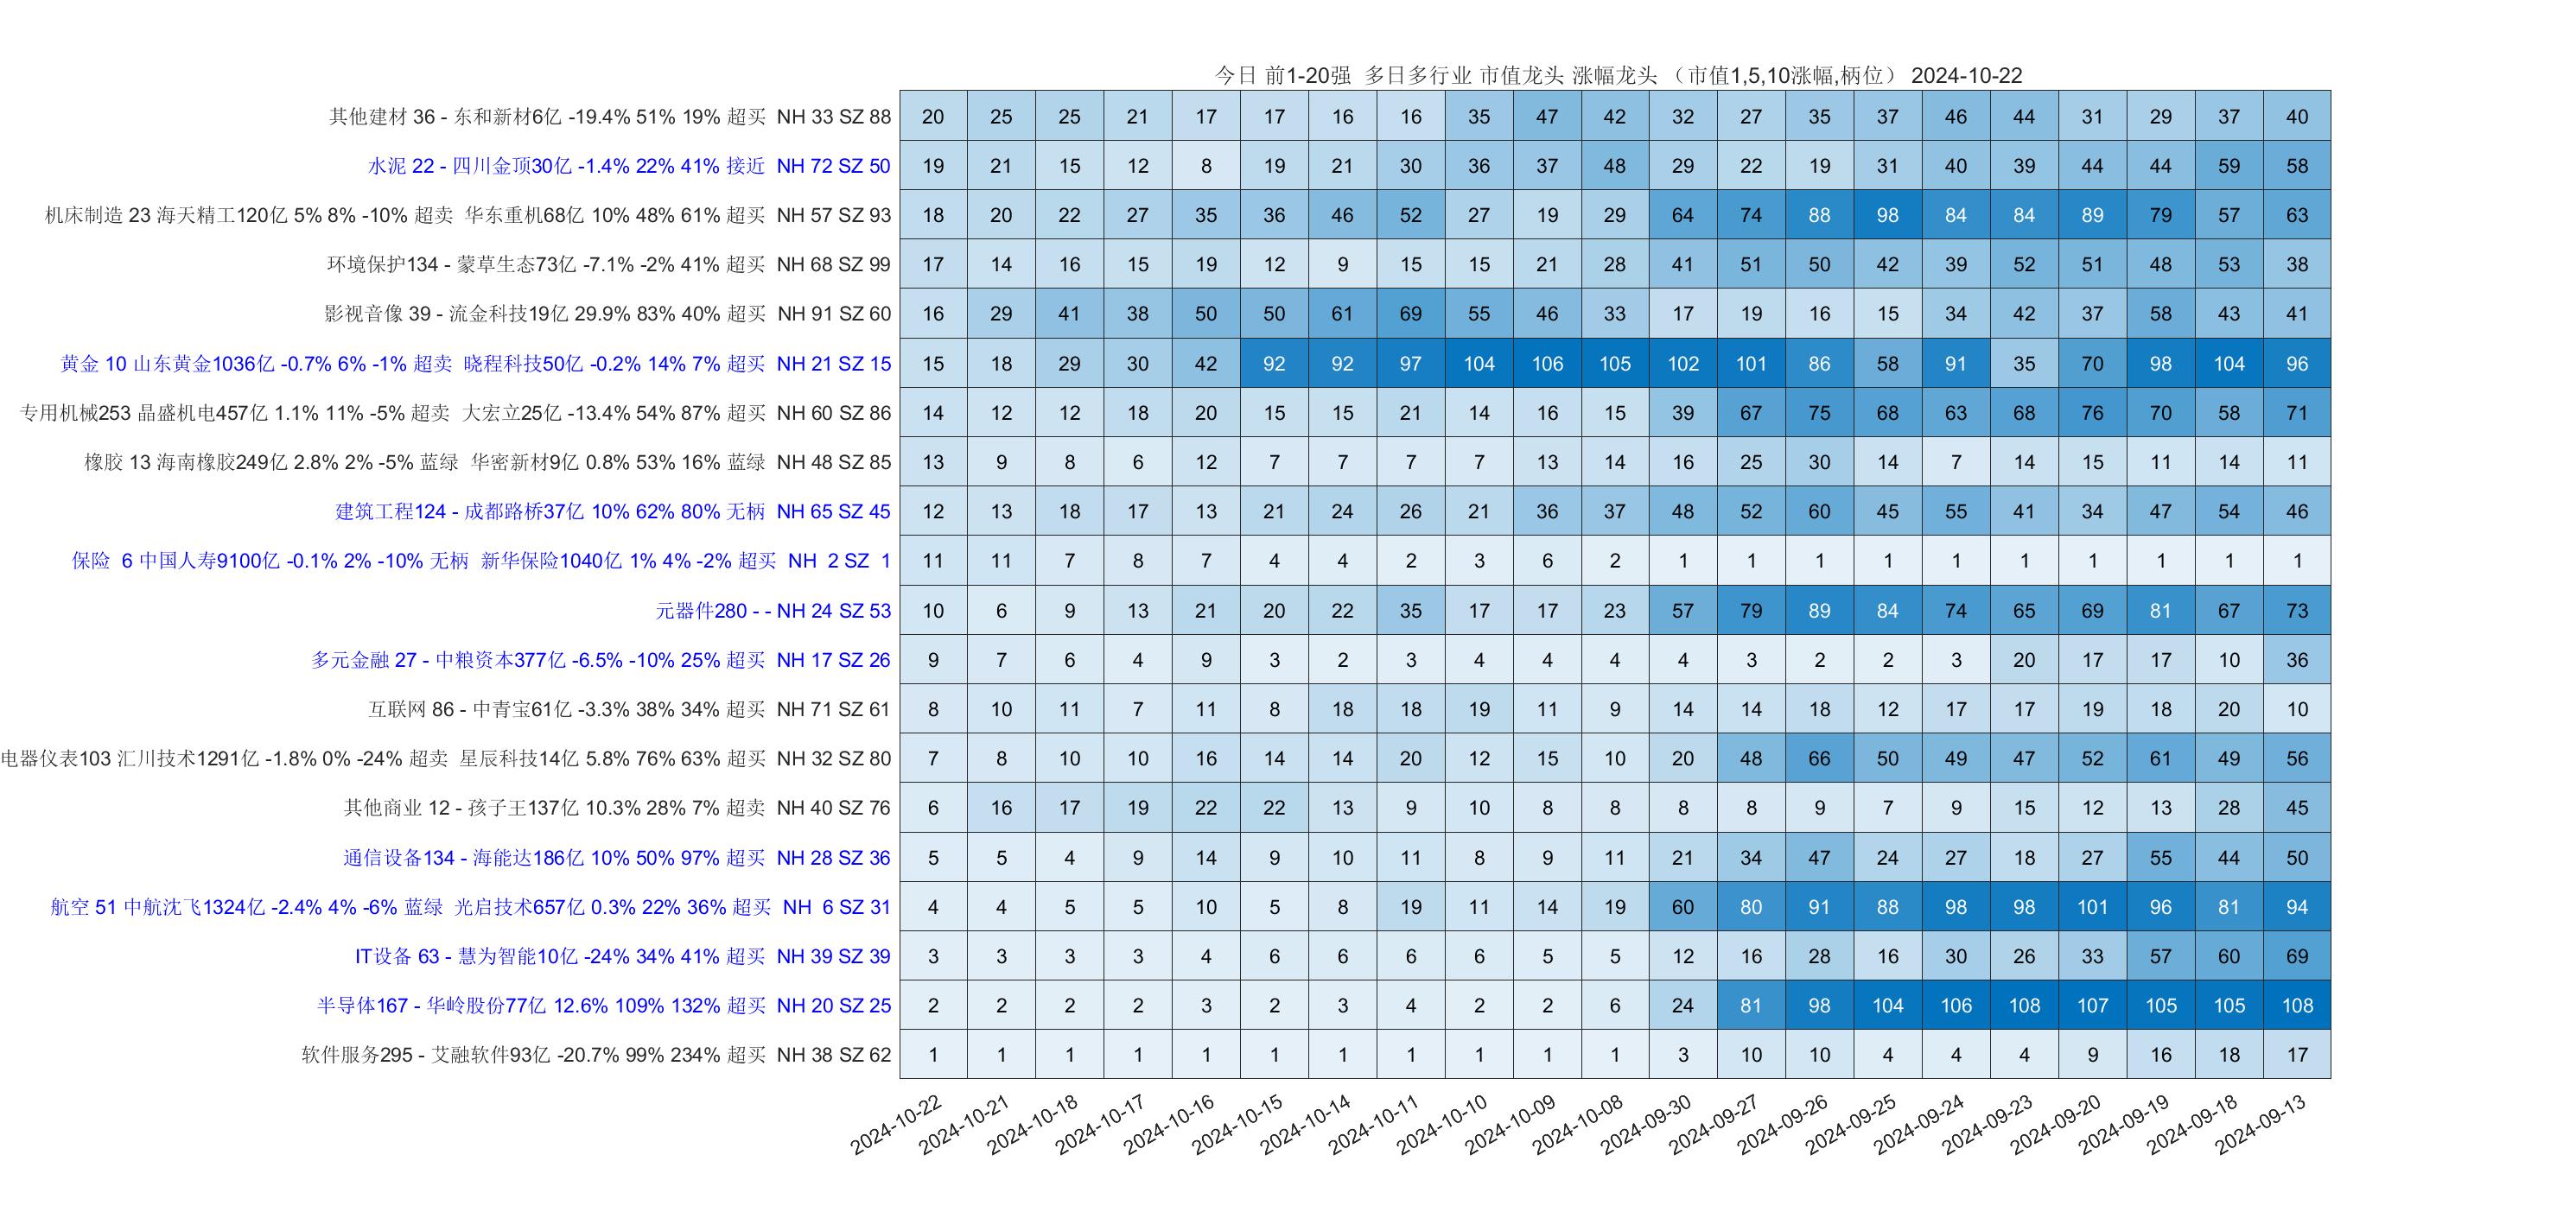 今日 前1-20强  多日多行业 市值龙头 涨幅龙头 （市值1,5,10涨幅,柄位） 2024-10-22
其他建材 36 - 东和新材6亿 -19.4% 51% 19% 超买  NH 33 SZ 88 20 25 25 21 17 17 16 16 35 47 42 32 27 35 37 46 44 31 29 37 40
水泥 22 - 四川金顶30亿 -1.4% 22% 41% 接近  NH 72 SZ 50 19 21 15 12 8 19 21 30 36 37 48 29 22 19 31 40 39 44 44 59 58
机床制造 23 海天精工120亿 5% 8% -10% 超卖  华东重机68亿 10% 48% 61% 超买  NH 57 SZ 93 18 20 22 27 35 36 46 52 27 19 29 64 74 88 98 84 84 89 79 57 63
环境保护134 - 蒙草生态73亿 -7.1% -2% 41% 超买  NH 68 SZ 99 17 14 16 15 19 12 9 15 15 21 28 41 51 50 42 39 52 51 48 53 38
影视音像 39 - 流金科技19亿 29.9% 83% 40% 超买  NH 91 SZ 60 16 29 41 38 50 50 61 69 55 46 33 17 19 16 15 34 42 37 58 43 41
黄金 10 山东黄金1036亿 -0.7% 6% -1% 超卖  晓程科技50亿 -0.2% 14% 7% 超买  NH 21 SZ 15 15 18 29 30 42 92 92 97 104 106 105 102 101 86 58 91 35 70 98 104 96
专用机械253 晶盛机电457亿 1.1% 11% -5% 超卖  大宏立25亿 -13.4% 54% 87% 超买  NH 60 SZ 86 14 12 12 18 20 15 15 21 14 16 15 39 67 75 68 63 68 76 70 58 71
橡胶 13 海南橡胶249亿 2.8% 2% -5% 蓝绿  华密新材9亿 0.8% 53% 16% 蓝绿  NH 48 SZ 85 13 9 8 6 12 7 7 7 7 13 14 16 25 30 14 7 14 15 11 14 11
建筑工程124 - 成都路桥37亿 10% 62% 80% 无柄  NH 65 SZ 45 12 13 18 17 13 21 24 26 21 36 37 48 52 60 45 55 41 34 47 54 46
保险  6 中国人寿9100亿 -0.1% 2% -10% 无柄  新华保险1040亿 1% 4% -2% 超买  NH  2 SZ  1 11 11 7 8 7 4 4 2 3 6 2 1 1 1 1 1 1 1 1 1 1
元器件280 - - NH 24 SZ 53 10 6 9 13 21 20 22 35 17 17 23 57 79 89 84 74 65 69 81 67 73
多元金融 27 - 中粮资本377亿 -6.5% -10% 25% 超买  NH 17 SZ 26 9 7 6 4 9 3 2 3 4 4 4 4 3 2 2 3 20 17 17 10 36
互联网 86 - 中青宝61亿 -3.3% 38% 34% 超买  NH 71 SZ 61 8 10 11 7 11 8 18 18 19 11 9 14 14 18 12 17 17 19 18 20 10
电器仪表103 汇川技术1291亿 -1.8% 0% -24% 超卖  星辰科技14亿 5.8% 76% 63% 超买  NH 32 SZ 80 7 8 10 10 16 14 14 20 12 15 10 20 48 66 50 49 47 52 61 49 56
其他商业 12 - 孩子王137亿 10.3% 28% 7% 超卖  NH 40 SZ 76 6 16 17 19 22 22 13 9 10 8 8 8 8 9 7 9 15 12 13 28 45
通信设备134 - 海能达186亿 10% 50% 97% 超买  NH 28 SZ 36 5 5 4 9 14 9 10 11 8 9 11 21 34 47 24 27 18 27 55 44 50
航空 51 中航沈飞1324亿 -2.4% 4% -6% 蓝绿  光启技术657亿 0.3% 22% 36% 超买  NH  6 SZ 31 4 4 5 5 10 5 8 19 11 14 19 60 80 91 88 98 98 101 96 81 94
IT设备 63 - 慧为智能10亿 -24% 34% 41% 超买  NH 39 SZ 39 3 3 3 3 4 6 6 6 6 5 5 12 16 28 16 30 26 33 57 60 69
半导体167 - 华岭股份77亿 12.6% 109% 132% 超买  NH 20 SZ 25 2 2 2 2 3 2 3 4 2 2 6 24 81 98 104 106 108 107 105 105 108
软件服务295 - 艾融软件93亿 -20.7% 99% 234% 超买  NH 38 SZ 62 1 1 1 1 1 1 1 1 1 1 1 3 10 10 4 4 4 9 16 18 17
2024-10-22 2024-10-21 2024-10-18 2024-10-17 2024-10-16 2024-10-15 2024-10-14 2024-10-11 2024-10-10 2024-10-09 2024-10-08 2024-09-30 2024-09-27 2024-09-26 2024-09-25 2024-09-24 2024-09-23 2024-09-20 2024-09-19 2024-09-18 2024-09-13